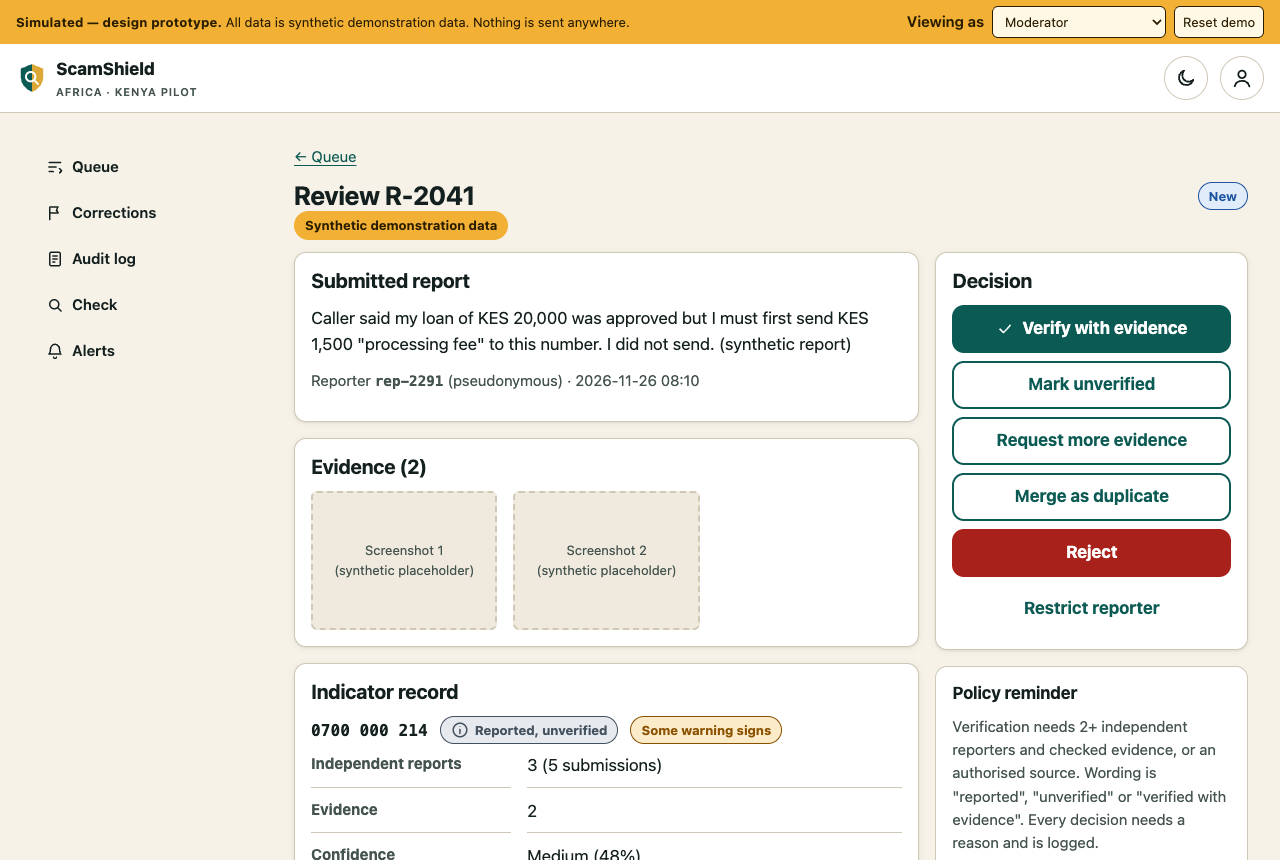 Simulated — design prototype. All data is synthetic demonstration data. Nothing is sent anywhere.
Viewing as
Moderator
Reset demo
ScamShield
AFRICA · KENYA PILOT
Queue
Corrections
Audit log
Check
Alerts
← Queue
Review R-2041
New
Synthetic demonstration data
Submitted report
Caller said my loan of KES 20,000 was approved but I must first send KES
1,500 "processing fee" to this number. I did not send. (synthetic report)
Reporter rep-2291 (pseudonymous) · 2026-11-26 08:10
Evidence (2)
Screenshot 1
(synthetic placeholder)
Screenshot 2
(synthetic placeholder)
Indicator record
0700 000 214
Reported, unverified
Some warning signs
Independent reports
3 (5 submissions)
Evidence
2
Confidence
Medium (48%)
Decision
Verify with evidence
Mark unverified
Request more evidence
Merge as duplicate
Reject
Restrict reporter
Policy reminder
Verification needs 2+ independent
reporters and checked evidence, or an
authorised source. Wording is
"reported", "unverified" or "verified with
evidence". Every decision needs a
reason and is logged.